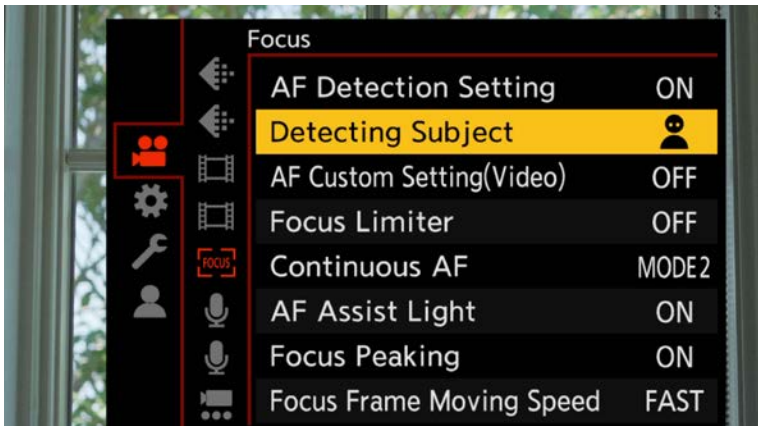 Focus
AF Detection Setting ON
Detecting Subject
AF Custom Setting(Video) OFF
Focus Limiter OFF
FOCUS
Continuous AF MODE2
AF Assist Light ON
Focus Peaking ON
Focus Frame Moving Speed FAST